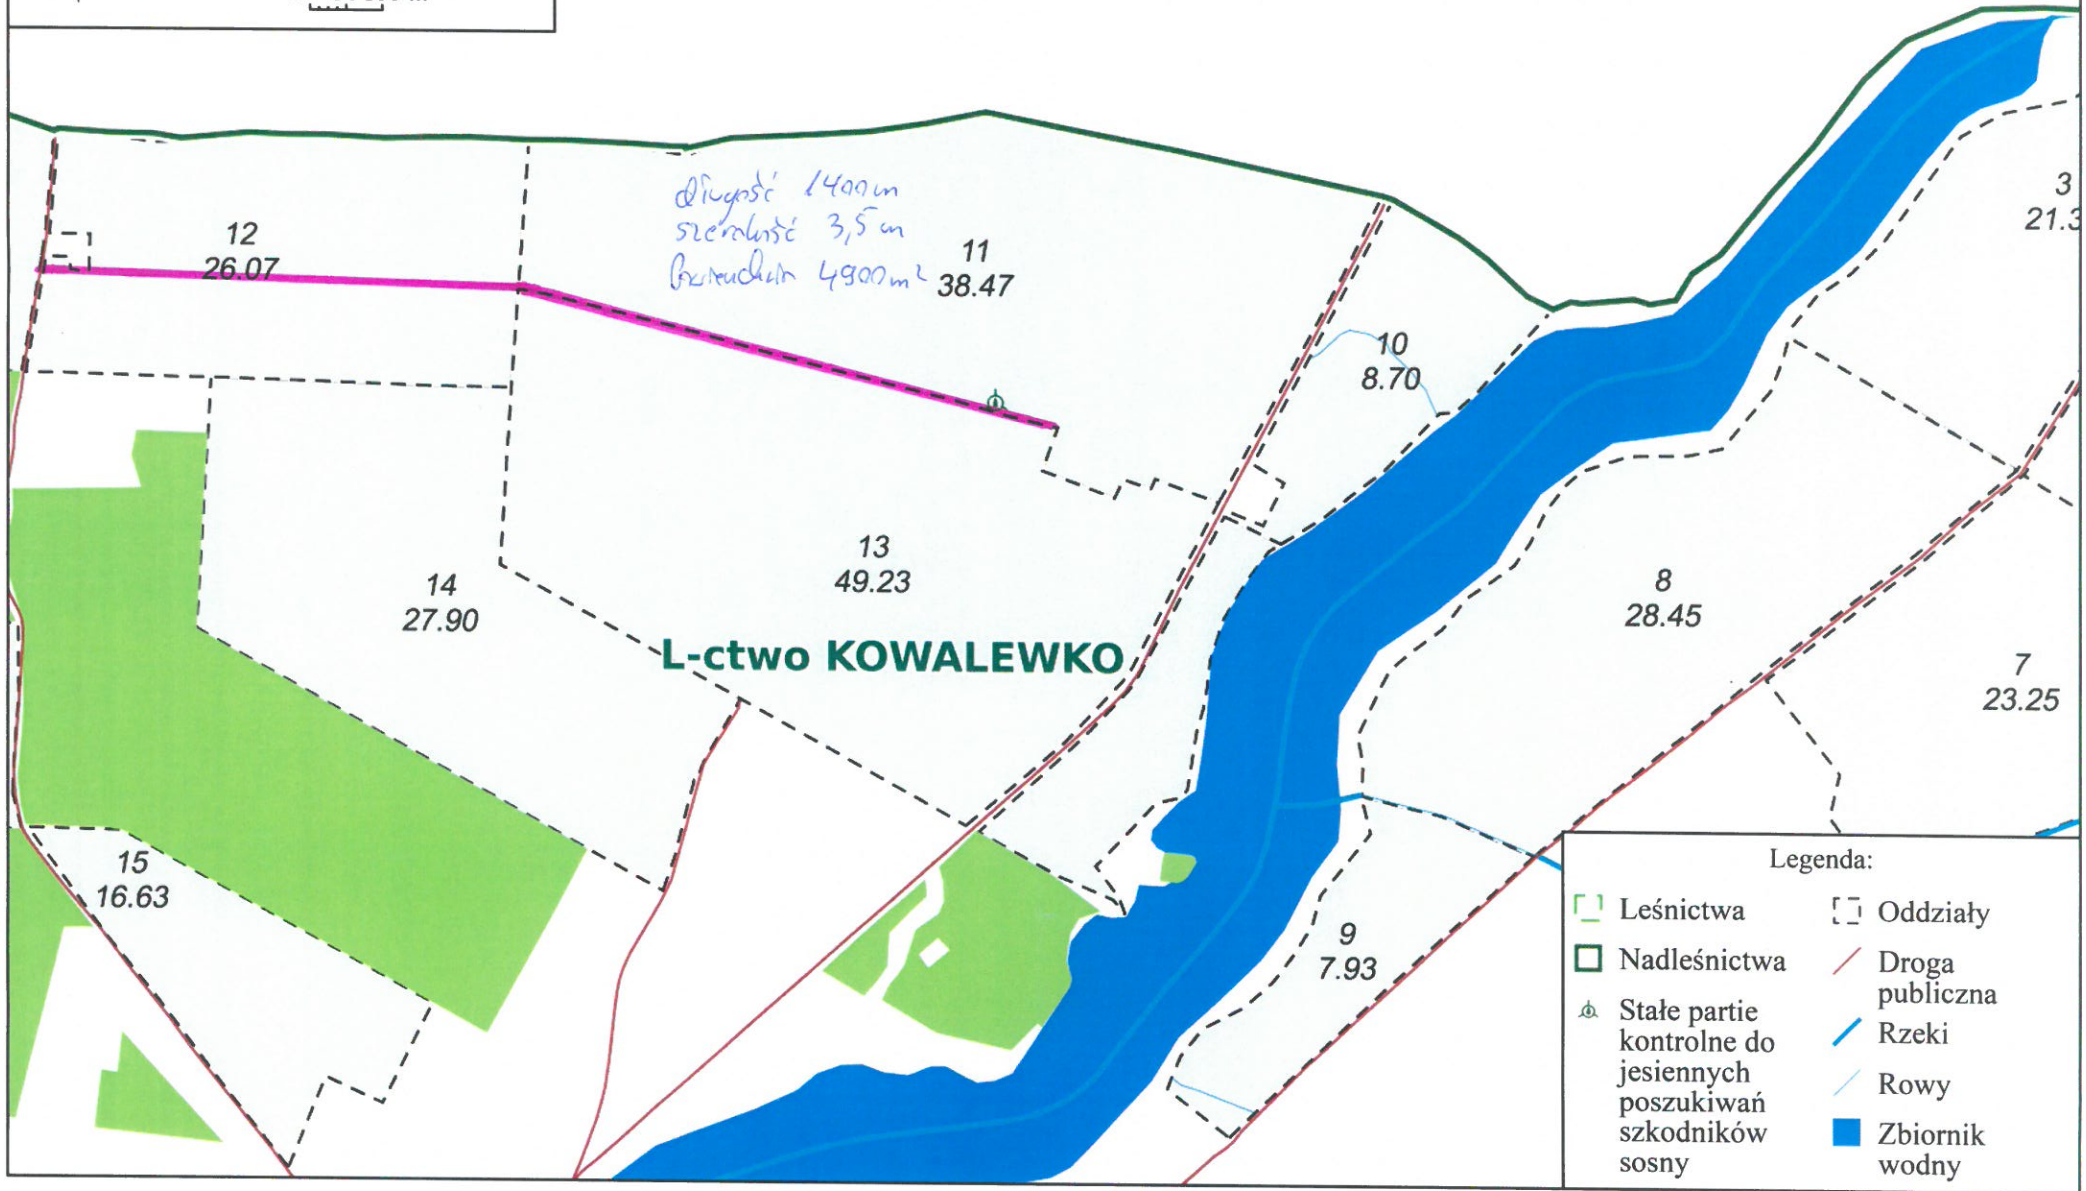 długość 1400 m
szerokość 3,5 m
Powierzchnia 4900 m²
12
26.07
11
38.47
3
21.3
10
8.70
13
49.23
14
27.90
8
28.45
L-ctwo KOWALEWKO
7
23.25
15
16.63
9
7.93
Legenda:
Leśnictwa
Nadleśnictwa
Stałe partie
kontrolne do
jesiennych
poszukiwań
szkodników
sosny
Oddziały
Droga
publiczna
Rzeki
Rowy
Zbiornik
wodny